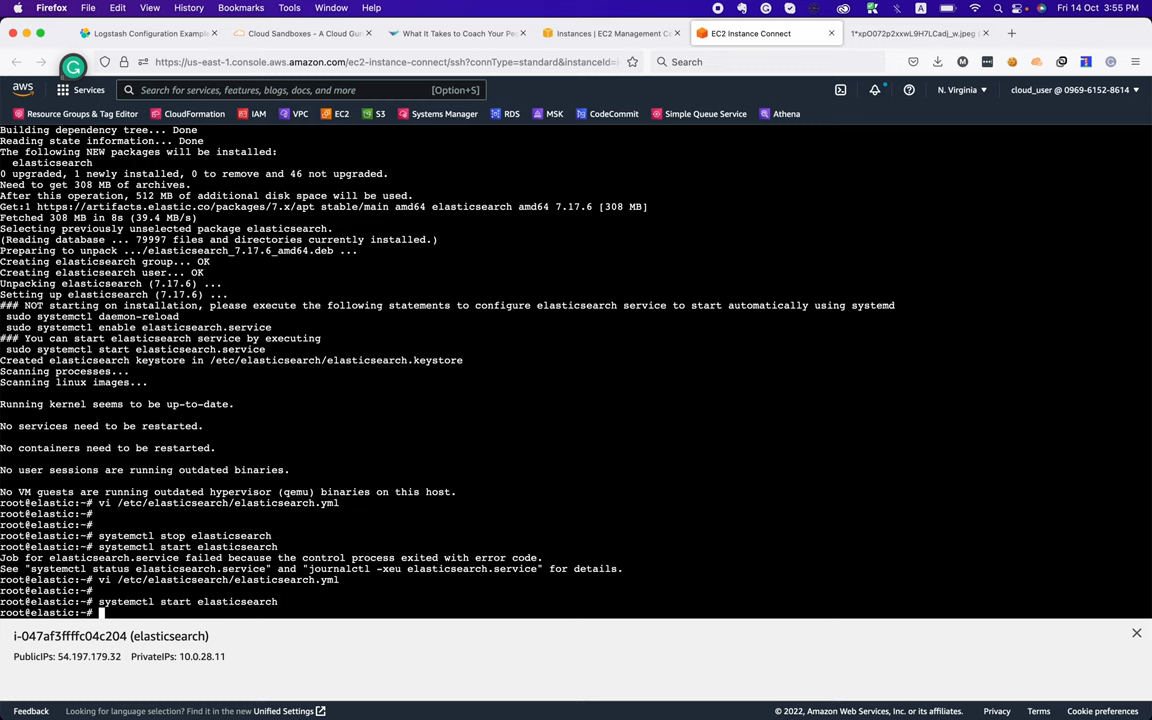 Firefox File Edit View History Bookmarks Tools Window Help Fri 14 Oct 3:55 PM
Logstash Configuration Example Cloud Sandboxes - A Cloud Gur What It Takes to Coach Your Pe Instances | EC2 Management C EC2 Instance Connect 1*xpO072p2xxwL9H7LCadj_w.jpeg
https://us-east-1.console.aws.amazon.com/ec2-instance-connect/ssh?connType=standard&instanceId= Search
aws Services Search for services, features, blogs, docs, and more [Option+S] N. Virginia cloud_user @ 0969-6152-8614
Resource Groups & Tag Editor CloudFormation IAM VPC EC2 S3 Systems Manager RDS MSK CodeCommit Simple Queue Service Athena
Building dependency tree... Done
Reading state information... Done
The following NEW packages will be installed:
elasticsearch
0 upgraded, 1 newly installed, 0 to remove and 46 not upgraded.
Need to get 308 MB of archives.
After this operation, 512 MB of additional disk space will be used.
Get:1 https://artifacts.elastic.co/packages/7.x/apt stable/main amd64 elasticsearch amd64 7.17.6 [308 MB]
Fetched 308 MB in 8s (39.4 MB/s)
Selecting previously unselected package elasticsearch.
(Reading database ... 79997 files and directories currently installed.)
Preparing to unpack .../elasticsearch_7.17.6_amd64.deb ...
Creating elasticsearch group... OK
Creating elasticsearch user... OK
Unpacking elasticsearch (7.17.6) ...
Setting up elasticsearch (7.17.6) ...
### NOT starting on installation, please execute the following statements to configure elasticsearch service to start automatically using systemd
sudo systemctl daemon-reload
sudo systemctl enable elasticsearch.service
### You can start elasticsearch service by executing
sudo systemctl start elasticsearch.service
Created elasticsearch keystore in /etc/elasticsearch/elasticsearch.keystore
Scanning processes...
Scanning linux images...
Running kernel seems to be up-to-date.
No services need to be restarted.
No containers need to be restarted.
No user sessions are running outdated binaries.
No VM guests are running outdated hypervisor (qemu) binaries on this host.
root@elastic:~# vi /etc/elasticsearch/elasticsearch.yml
root@elastic:~#
root@elastic:~#
root@elastic:~# systemctl stop elasticsearch
root@elastic:~# systemctl start elasticsearch
Job for elasticsearch.service failed because the control process exited with error code.
See "systemctl status elasticsearch.service" and "journalctl -xeu elasticsearch.service" for details.
root@elastic:~# vi /etc/elasticsearch/elasticsearch.yml
root@elastic:~#
root@elastic:~# systemctl start elasticsearch
root@elastic:~#
i-047af3ffffc04c204 (elasticsearch)
PublicIPs: 54.197.179.32 PrivateIPs: 10.0.28.11
Feedback Looking for language selection? Find it in the new Unified Settings © 2022, Amazon Web Services, Inc. or its affiliates. Privacy Terms Cookie preferences